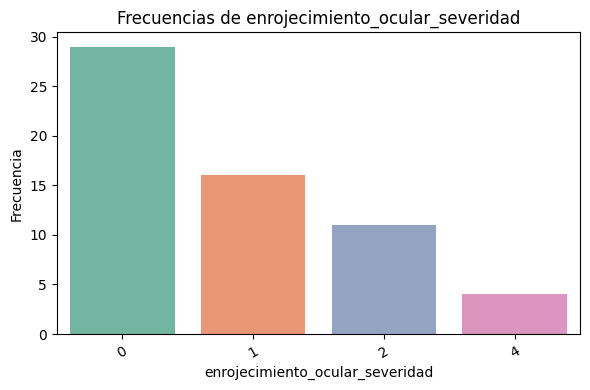 Frecuencias de enrojecimiento_ocular_severidad
30
25
20
15
10
5
0
Frecuencia
0 1 2 4
enrojecimiento_ocular_severidad